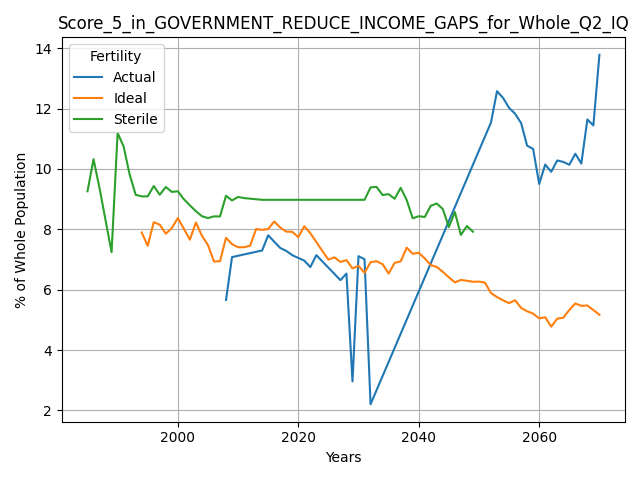 Score_5_in_GOVERNMENT_REDUCE_INCOME_GAPS_for_Whole_Q2_IQ
Fertility
Actual
Ideal
Sterile
% of Whole Population
14
12
10
8
6
4
2
2000
2020
2040
2060
Years